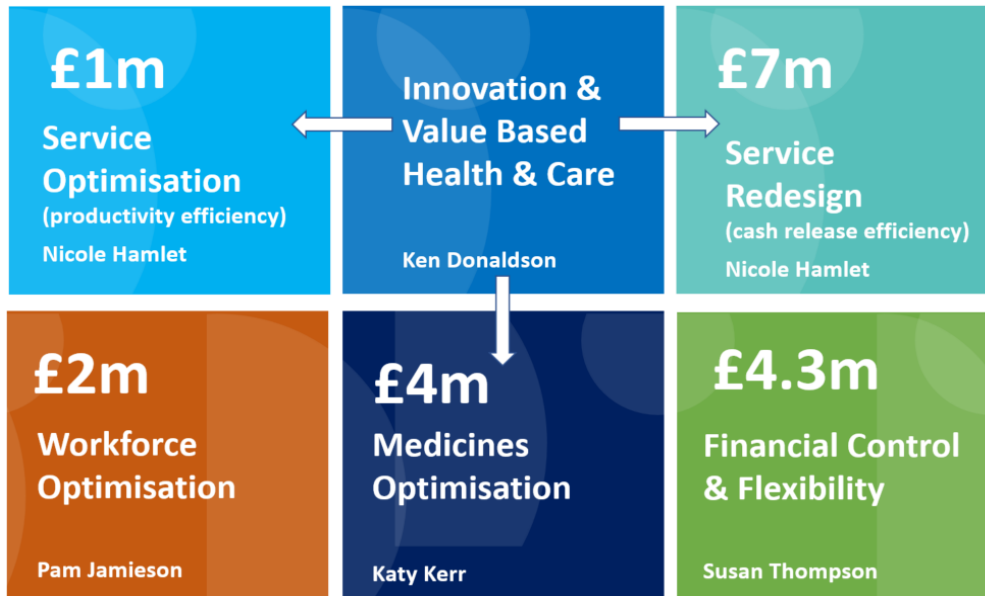 £1m
Service
Optimisation
(productivity efficiency)
Nicole Hamlet
Innovation &
Value Based
Health & Care
Ken Donaldson
£7m
Service
Redesign
(cash release efficiency)
Nicole Hamlet
£2m
Workforce
Optimisation
Pam Jamieson
£4m
Medicines
Optimisation
Katy Kerr
£4.3m
Financial Control
& Flexibility
Susan Thompson